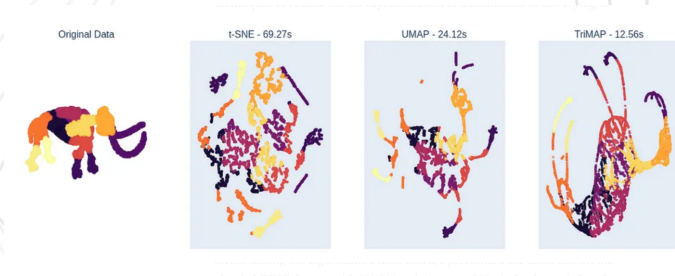 Original Data
t-SNE - 69.27s
UMAP - 24.12s
TriMAP - 12.56s